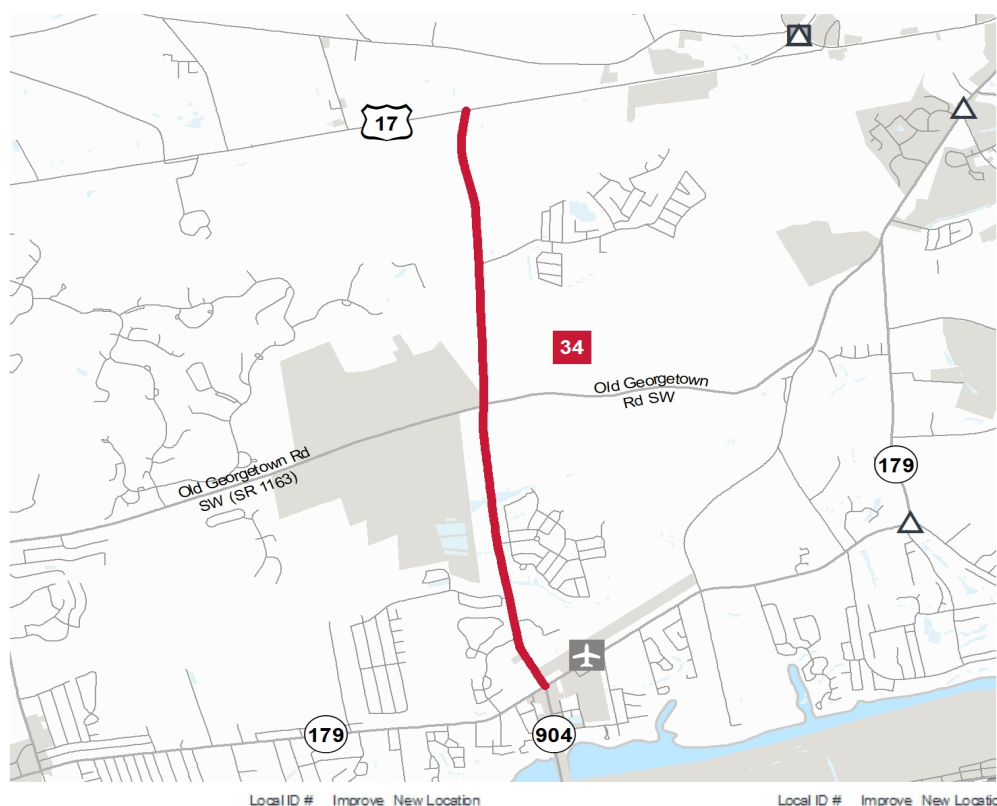 17
34
Old Georgetown
Rd SW
Old Georgetown Rd
SW (SR 1163)
179
179
904
Local ID # Improve New Location
Local ID # Improve New Locatio